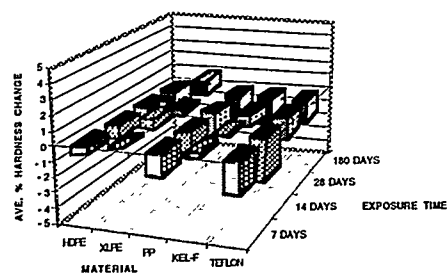 AVE. % HARDNESS CHANGE
5
4
3
2
1
0
-1
-2
-3
-4
-5
HDPE
XLPE
PP
KEL-F
TEFLON
MATERIAL
7 DAYS
14 DAYS
28 DAYS
180 DAYS
EXPOSURE TIME